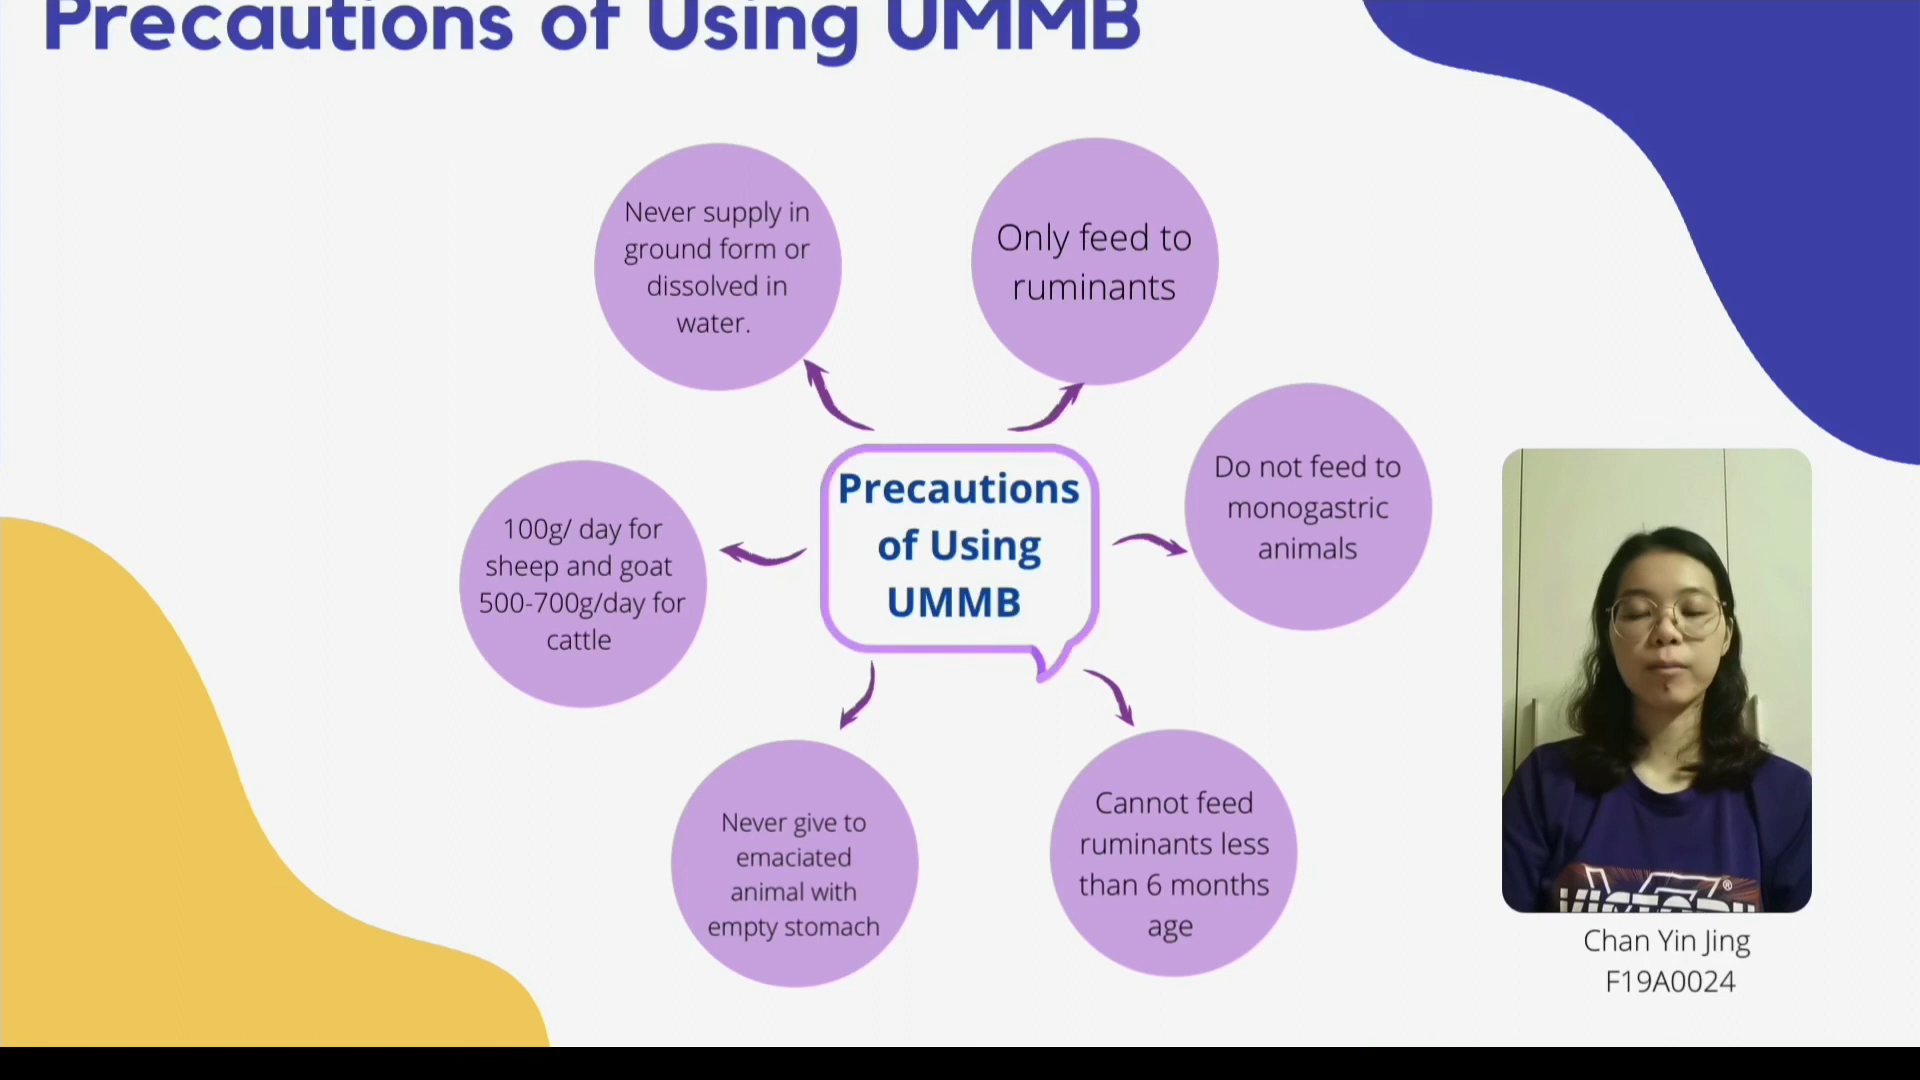 Precautions of Using UMMB
Never supply in
ground form or
dissolved in
water.
Only feed to
ruminants
Do not feed to
monogastric
animals
100g/ day for
sheep and goat
500-700g/day for
cattle
Precautions
of Using
UMMB
Never give to
emaciated
animal with
empty stomach
Cannot feed
ruminants less
than 6 months
age
VICTORY
®
Chan Yin Jing
F19A0024